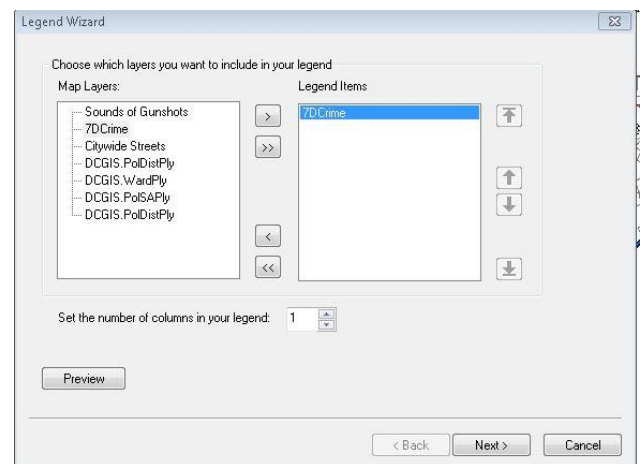 Legend Wizard
Choose which layers you want to include in your legend
Map Layers:
Legend Items
Sounds of Gunshots
7DCrime
Citywide Streets
DCGIS.PolDistPly
DCGIS.WardPly
DCGIS.PolSAPly
DCGIS.PolDistPly
>
>>
<
<<
7DCrime
Set the number of columns in your legend: 1
Preview
< Back
Next >
Cancel